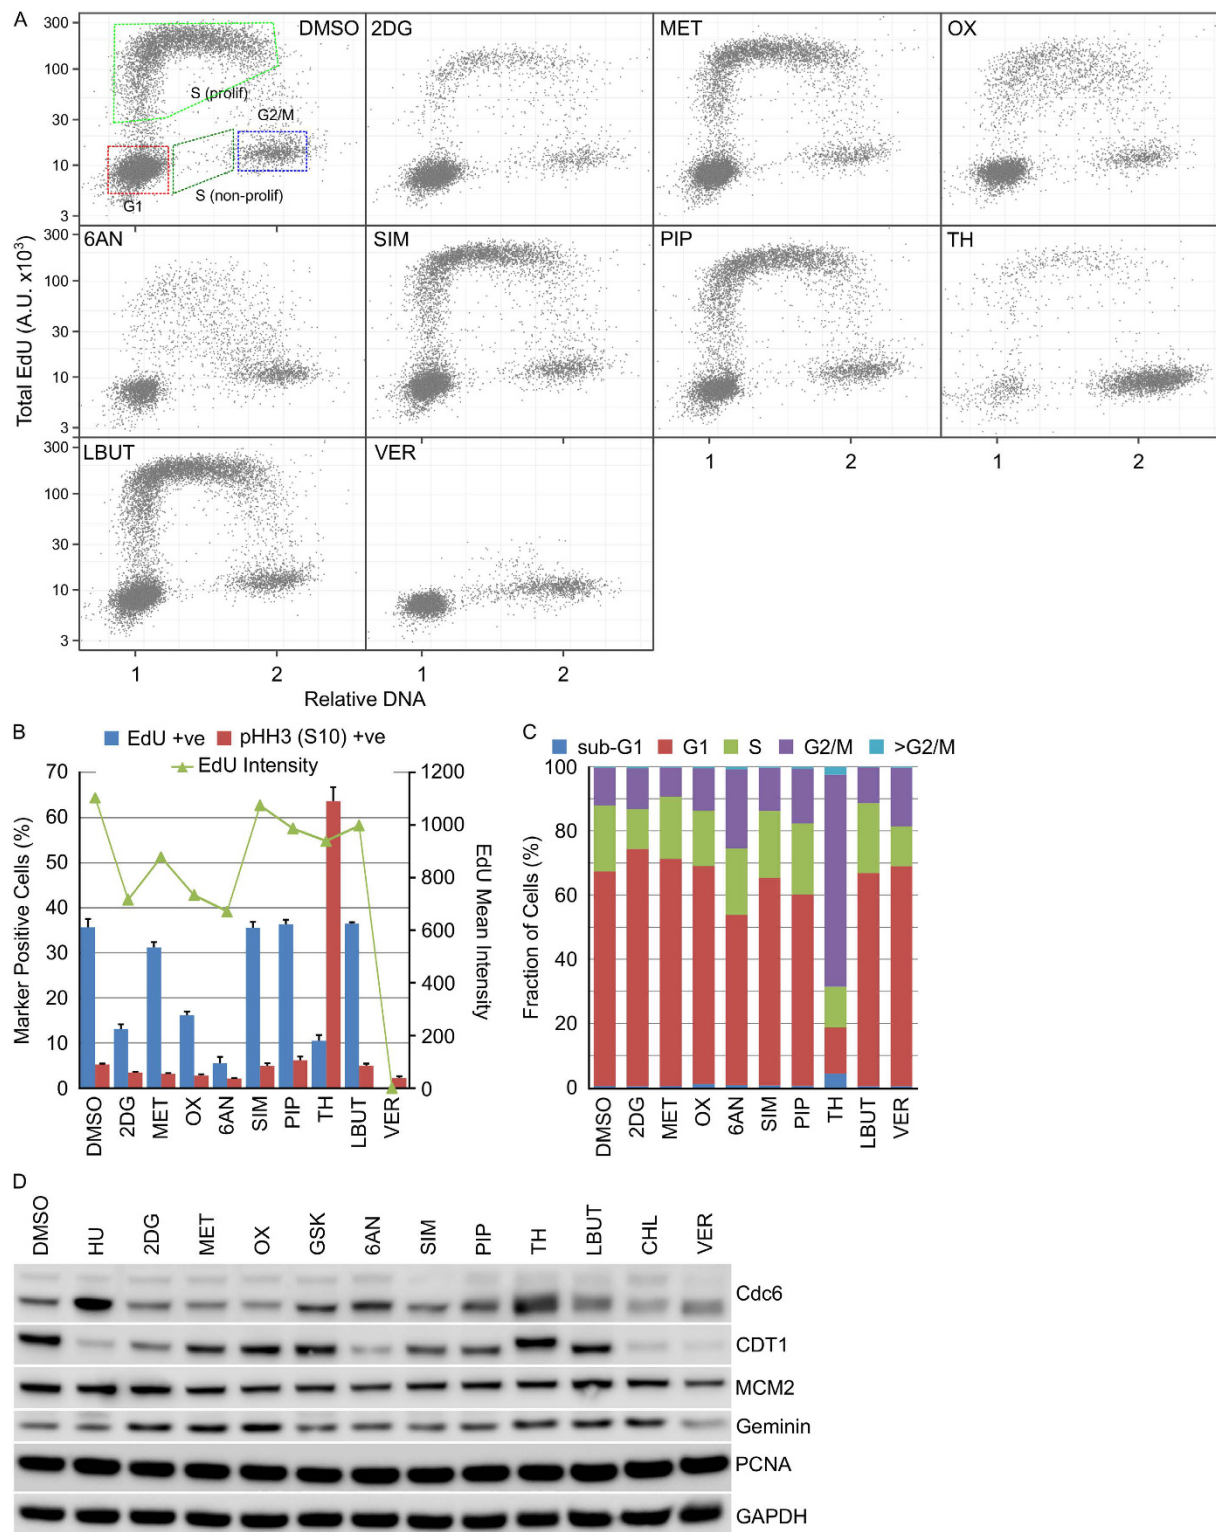 A
DMSO
2DG
MET
OX
S (prolif)
G2/M
G1
S (non-prolif)
300
100
30
10
3
6AN
SIM
PIP
TH
300
100
30
10
3
Total EdU (A.U. x10³)
LBUT
VER
1
2
1
2
300
100
30
10
3
1
2
1
2
Relative DNA
B
EdU +ve
pHH3 (S10) +ve
EdU Intensity
70
60
50
40
30
20
10
0
Marker Positive Cells (%)
1200
1000
800
600
400
200
0
EdU Mean Intensity
DMSO
2DG
MET
OX
6AN
SIM
PIP
TH
LBUT
VER
C
sub-G1
G1
S
G2/M
>G2/M
100
80
60
40
20
0
Fraction of Cells (%)
DMSO
2DG
MET
OX
6AN
SIM
PIP
TH
LBUT
VER
D
DMSO
HU
2DG
MET
OX
GSK
6AN
SIM
PIP
TH
LBUT
CHL
VER
Cdc6
CDT1
MCM2
Geminin
PCNA
GAPDH